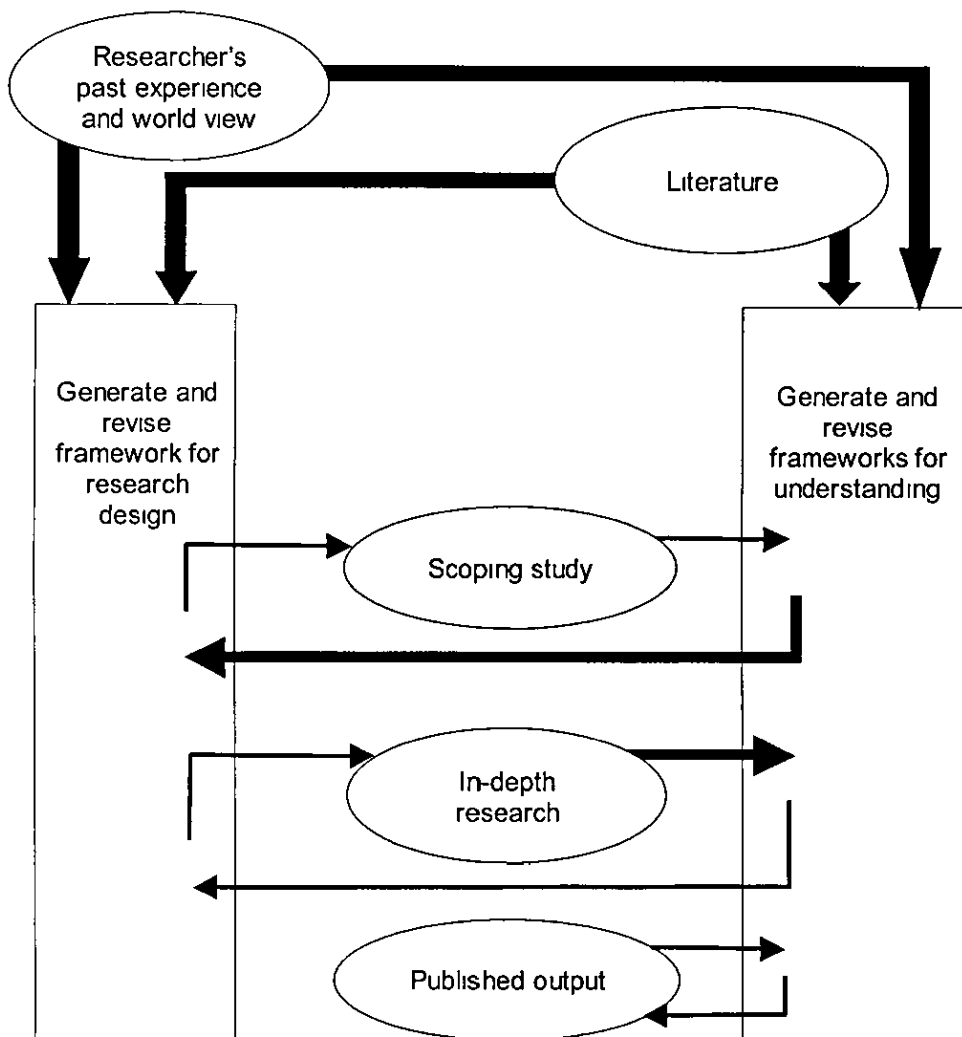 Researcher's
past experience
and world view
Literature
Generate and
revise
framework for
research
design
Generate and
revise
frameworks for
understanding
Scoping study
In-depth
research
Published output